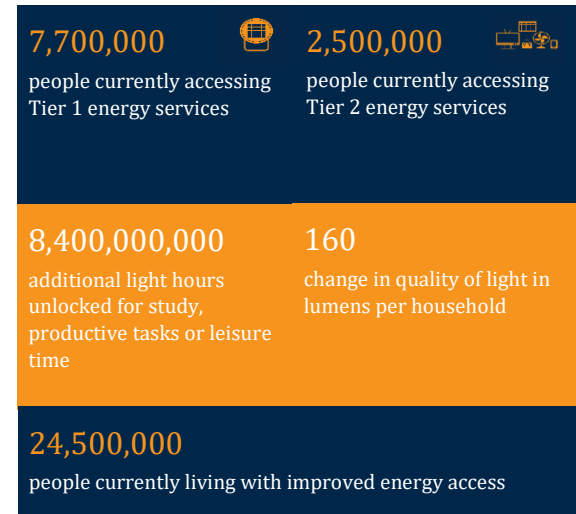 7,700,000
people currently accessing
Tier 1 energy services
2,500,000
people currently accessing
Tier 2 energy services
8,400,000,000
additional light hours
unlocked for study,
productive tasks or leisure
time
160
change in quality of light in
lumens per household
24,500,000
people currently living with improved energy access